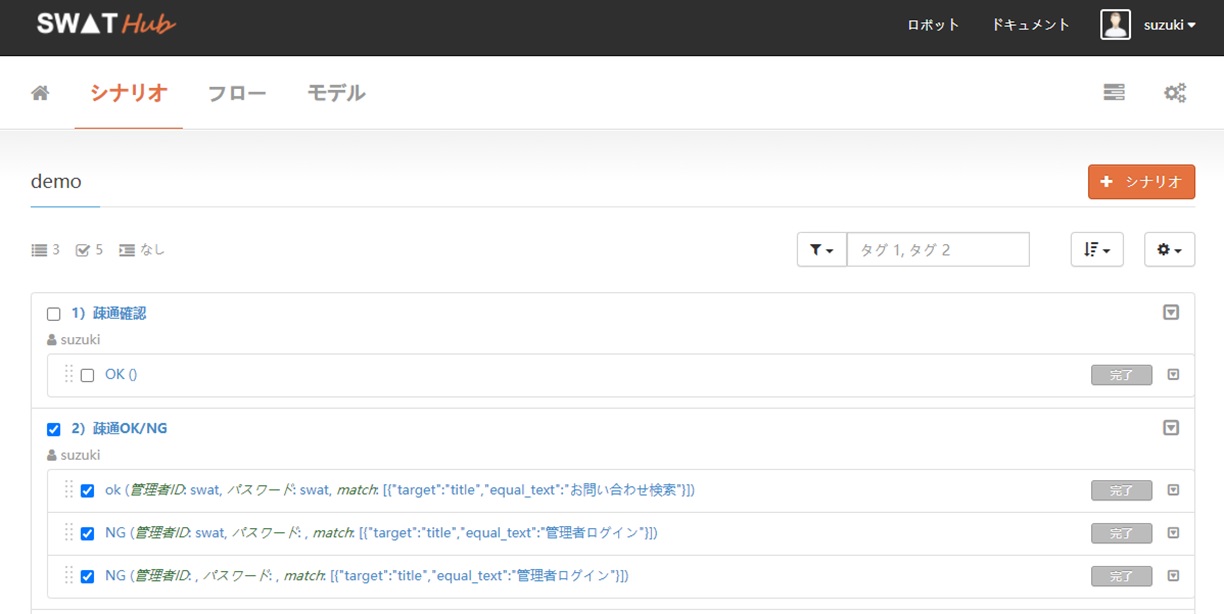 SWAT Hub ロボット ドキュメント suzuki
シナリオ フロー モデル
demo + シナリオ
3 5 なし タグ 1, タグ 2
1) 疎通確認
suzuki
OK () 完了
2) 疎通OK/NG
suzuki
ok (管理者ID: swat, パスワード: swat, match: [{"target":"title","equal_text":"お問い合わせ検索"}]) 完了
NG (管理者ID: swat, パスワード: , match: [{"target":"title","equal_text":"管理者ログイン"}]) 完了
NG (管理者ID: , パスワード: , match: [{"target":"title","equal_text":"管理者ログイン"}]) 完了